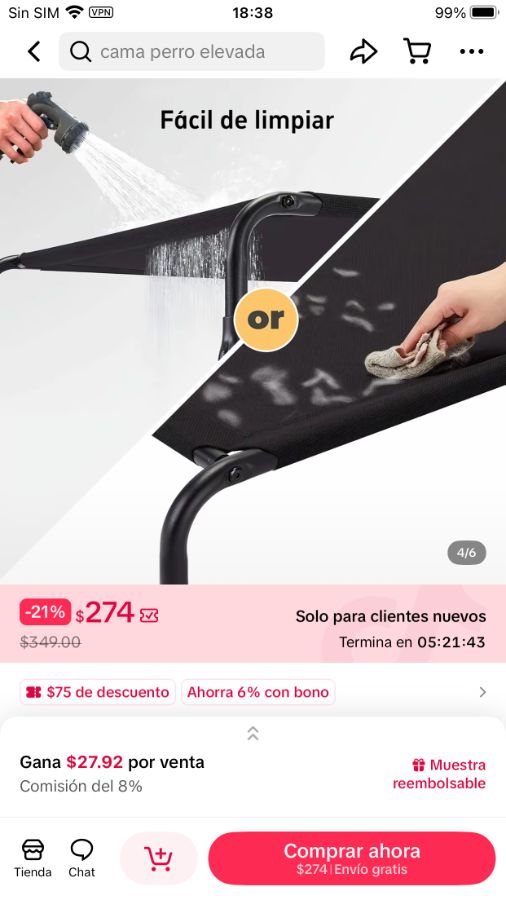 Sin SIM VPN 18:38 99%
cama perro elevada
Fácil de limpiar
or
4/6
-21% $274 Solo para clientes nuevos
$349.00 Termina en 05:21:43
$75 de descuento Ahorra 6% con bono
Gana $27.92 por venta Muestra
Comisión del 8% reembolsable
Comprar ahora
Tienda Chat $274 | Envío gratis